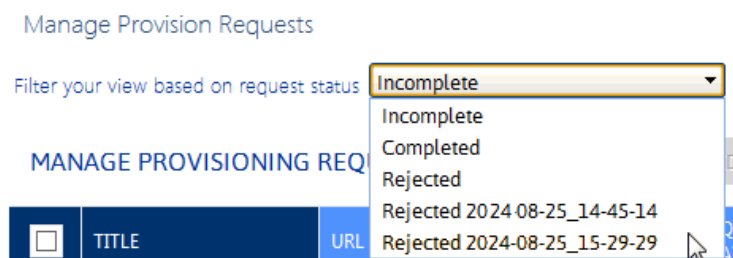 Manage Provision Requests
Filter your view based on request status Incomplete
Incomplete
Completed
MANAGE PROVISIONING REQU
Rejected
Rejected 2024-08-25_14-45-14
TITLE URL Rejected 2024-08-25_15-29-29